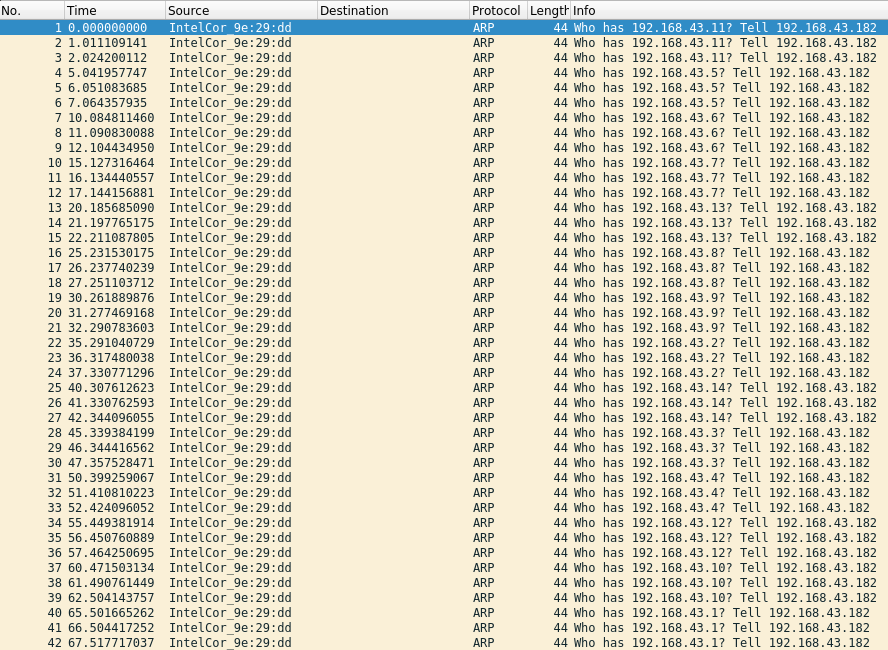 No. Time Source Destination Protocol Length Info
1 0.000000000 IntelCor_9e:29:dd ARP 44 Who has 192.168.43.11? Tell 192.168.43.182
2 1.011109141 IntelCor_9e:29:dd ARP 44 Who has 192.168.43.11? Tell 192.168.43.182
3 2.024200112 IntelCor_9e:29:dd ARP 44 Who has 192.168.43.11? Tell 192.168.43.182
4 5.041957747 IntelCor_9e:29:dd ARP 44 Who has 192.168.43.5? Tell 192.168.43.182
5 6.051083685 IntelCor_9e:29:dd ARP 44 Who has 192.168.43.5? Tell 192.168.43.182
6 7.064357935 IntelCor_9e:29:dd ARP 44 Who has 192.168.43.5? Tell 192.168.43.182
7 10.084811460 IntelCor_9e:29:dd ARP 44 Who has 192.168.43.6? Tell 192.168.43.182
8 11.090830088 IntelCor_9e:29:dd ARP 44 Who has 192.168.43.6? Tell 192.168.43.182
9 12.104434950 IntelCor_9e:29:dd ARP 44 Who has 192.168.43.6? Tell 192.168.43.182
10 15.127316464 IntelCor_9e:29:dd ARP 44 Who has 192.168.43.7? Tell 192.168.43.182
11 16.134440557 IntelCor_9e:29:dd ARP 44 Who has 192.168.43.7? Tell 192.168.43.182
12 17.144156881 IntelCor_9e:29:dd ARP 44 Who has 192.168.43.7? Tell 192.168.43.182
13 20.185685090 IntelCor_9e:29:dd ARP 44 Who has 192.168.43.13? Tell 192.168.43.182
14 21.197765175 IntelCor_9e:29:dd ARP 44 Who has 192.168.43.13? Tell 192.168.43.182
15 22.211087805 IntelCor_9e:29:dd ARP 44 Who has 192.168.43.13? Tell 192.168.43.182
16 25.231530175 IntelCor_9e:29:dd ARP 44 Who has 192.168.43.8? Tell 192.168.43.182
17 26.237740239 IntelCor_9e:29:dd ARP 44 Who has 192.168.43.8? Tell 192.168.43.182
18 27.251103712 IntelCor_9e:29:dd ARP 44 Who has 192.168.43.8? Tell 192.168.43.182
19 30.261889876 IntelCor_9e:29:dd ARP 44 Who has 192.168.43.9? Tell 192.168.43.182
20 31.277469168 IntelCor_9e:29:dd ARP 44 Who has 192.168.43.9? Tell 192.168.43.182
21 32.290783603 IntelCor_9e:29:dd ARP 44 Who has 192.168.43.9? Tell 192.168.43.182
22 35.291040729 IntelCor_9e:29:dd ARP 44 Who has 192.168.43.2? Tell 192.168.43.182
23 36.317480038 IntelCor_9e:29:dd ARP 44 Who has 192.168.43.2? Tell 192.168.43.182
24 37.330771296 IntelCor_9e:29:dd ARP 44 Who has 192.168.43.2? Tell 192.168.43.182
25 40.307612623 IntelCor_9e:29:dd ARP 44 Who has 192.168.43.14? Tell 192.168.43.182
26 41.330762593 IntelCor_9e:29:dd ARP 44 Who has 192.168.43.14? Tell 192.168.43.182
27 42.344096055 IntelCor_9e:29:dd ARP 44 Who has 192.168.43.14? Tell 192.168.43.182
28 45.339384199 IntelCor_9e:29:dd ARP 44 Who has 192.168.43.3? Tell 192.168.43.182
29 46.344416562 IntelCor_9e:29:dd ARP 44 Who has 192.168.43.3? Tell 192.168.43.182
30 47.357528471 IntelCor_9e:29:dd ARP 44 Who has 192.168.43.3? Tell 192.168.43.182
31 50.399259067 IntelCor_9e:29:dd ARP 44 Who has 192.168.43.4? Tell 192.168.43.182
32 51.410810223 IntelCor_9e:29:dd ARP 44 Who has 192.168.43.4? Tell 192.168.43.182
33 52.424096052 IntelCor_9e:29:dd ARP 44 Who has 192.168.43.4? Tell 192.168.43.182
34 55.449381914 IntelCor_9e:29:dd ARP 44 Who has 192.168.43.12? Tell 192.168.43.182
35 56.450760889 IntelCor_9e:29:dd ARP 44 Who has 192.168.43.12? Tell 192.168.43.182
36 57.464250695 IntelCor_9e:29:dd ARP 44 Who has 192.168.43.12? Tell 192.168.43.182
37 60.471503134 IntelCor_9e:29:dd ARP 44 Who has 192.168.43.10? Tell 192.168.43.182
38 61.490761449 IntelCor_9e:29:dd ARP 44 Who has 192.168.43.10? Tell 192.168.43.182
39 62.504143757 IntelCor_9e:29:dd ARP 44 Who has 192.168.43.10? Tell 192.168.43.182
40 65.501665262 IntelCor_9e:29:dd ARP 44 Who has 192.168.43.1? Tell 192.168.43.182
41 66.504417252 IntelCor_9e:29:dd ARP 44 Who has 192.168.43.1? Tell 192.168.43.182
42 67.517717037 IntelCor_9e:29:dd ARP 44 Who has 192.168.43.1? Tell 192.168.43.182